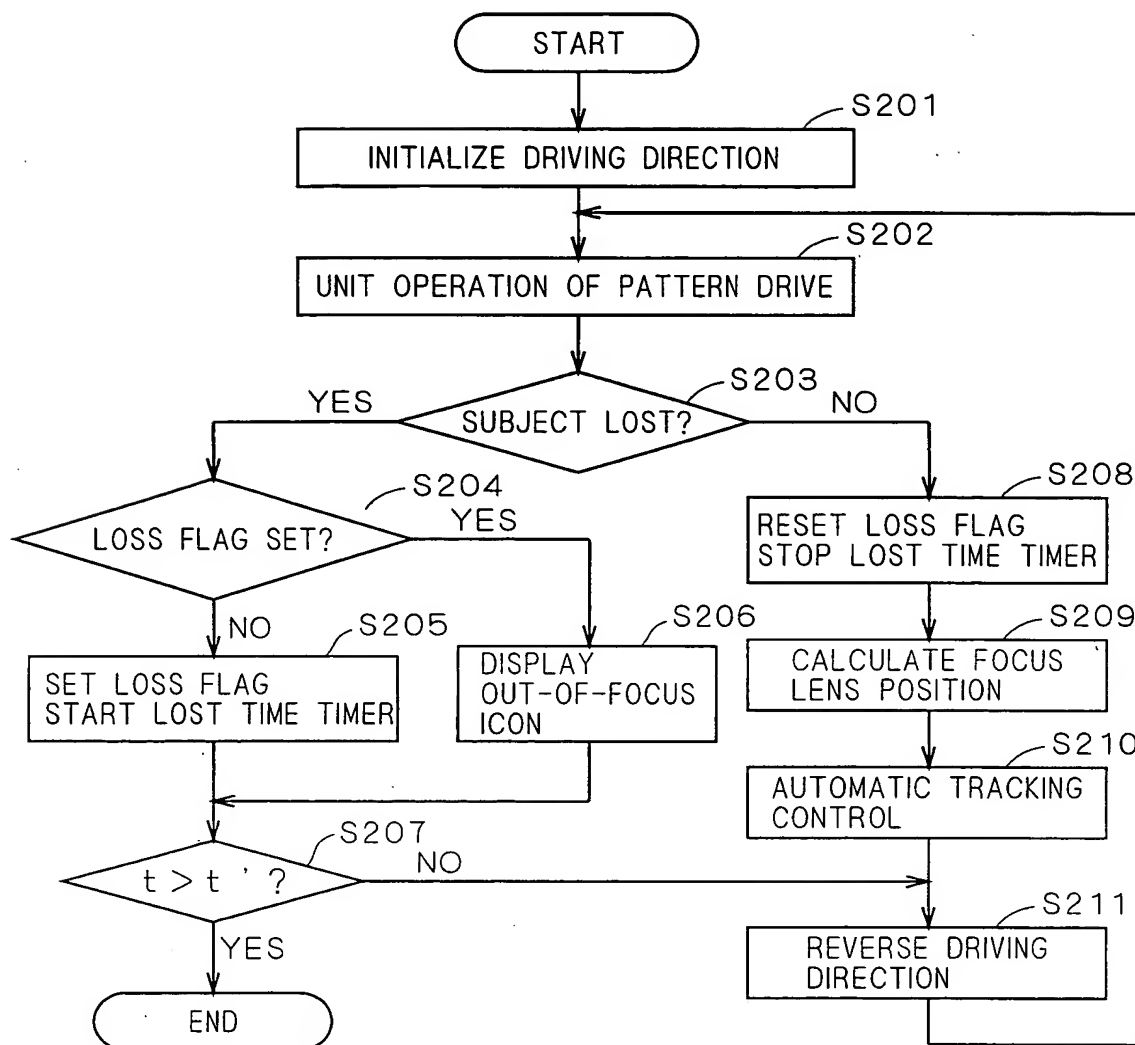 START
S201
INITIALIZE DRIVING DIRECTION
S202
UNIT OPERATION OF PATTERN DRIVE
S203
YES
SUBJECT LOST?
NO
S204
LOSS FLAG SET?
YES
NO
S205
SET LOSS FLAG
START LOST TIME TIMER
S206
DISPLAY
OUT-OF-FOCUS
ICON
S207
t > t ' ?
NO
YES
END
S208
RESET LOSS FLAG
STOP LOST TIME TIMER
S209
CALCULATE FOCUS
LENS POSITION
S210
AUTOMATIC TRACKING
CONTROL
S211
REVERSE DRIVING
DIRECTION